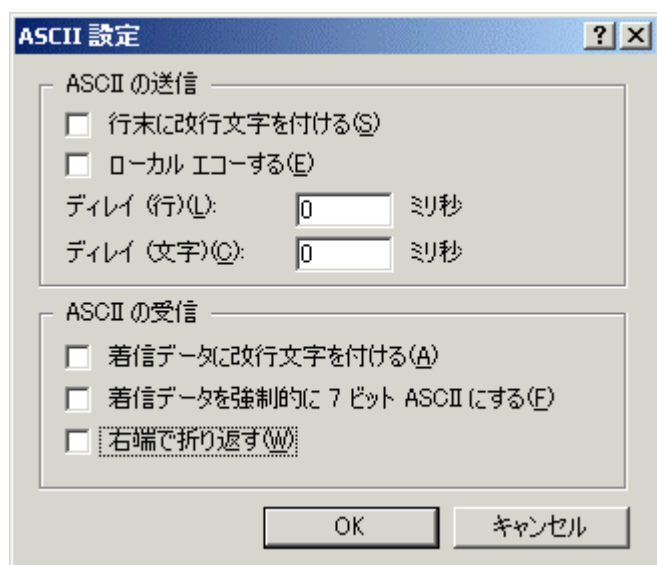 ASCII 設定
ASCII の送信
行末に改行文字を付ける(S)
ローカル エコーする(E)
ディレイ (行)(L): 0 ミリ秒
ディレイ (文字)(C): 0 ミリ秒
ASCII の受信
着信データに改行文字を付ける(A)
着信データを強制的に 7 ビット ASCII にする(F)
右端で折り返す(W)
OK キャンセル